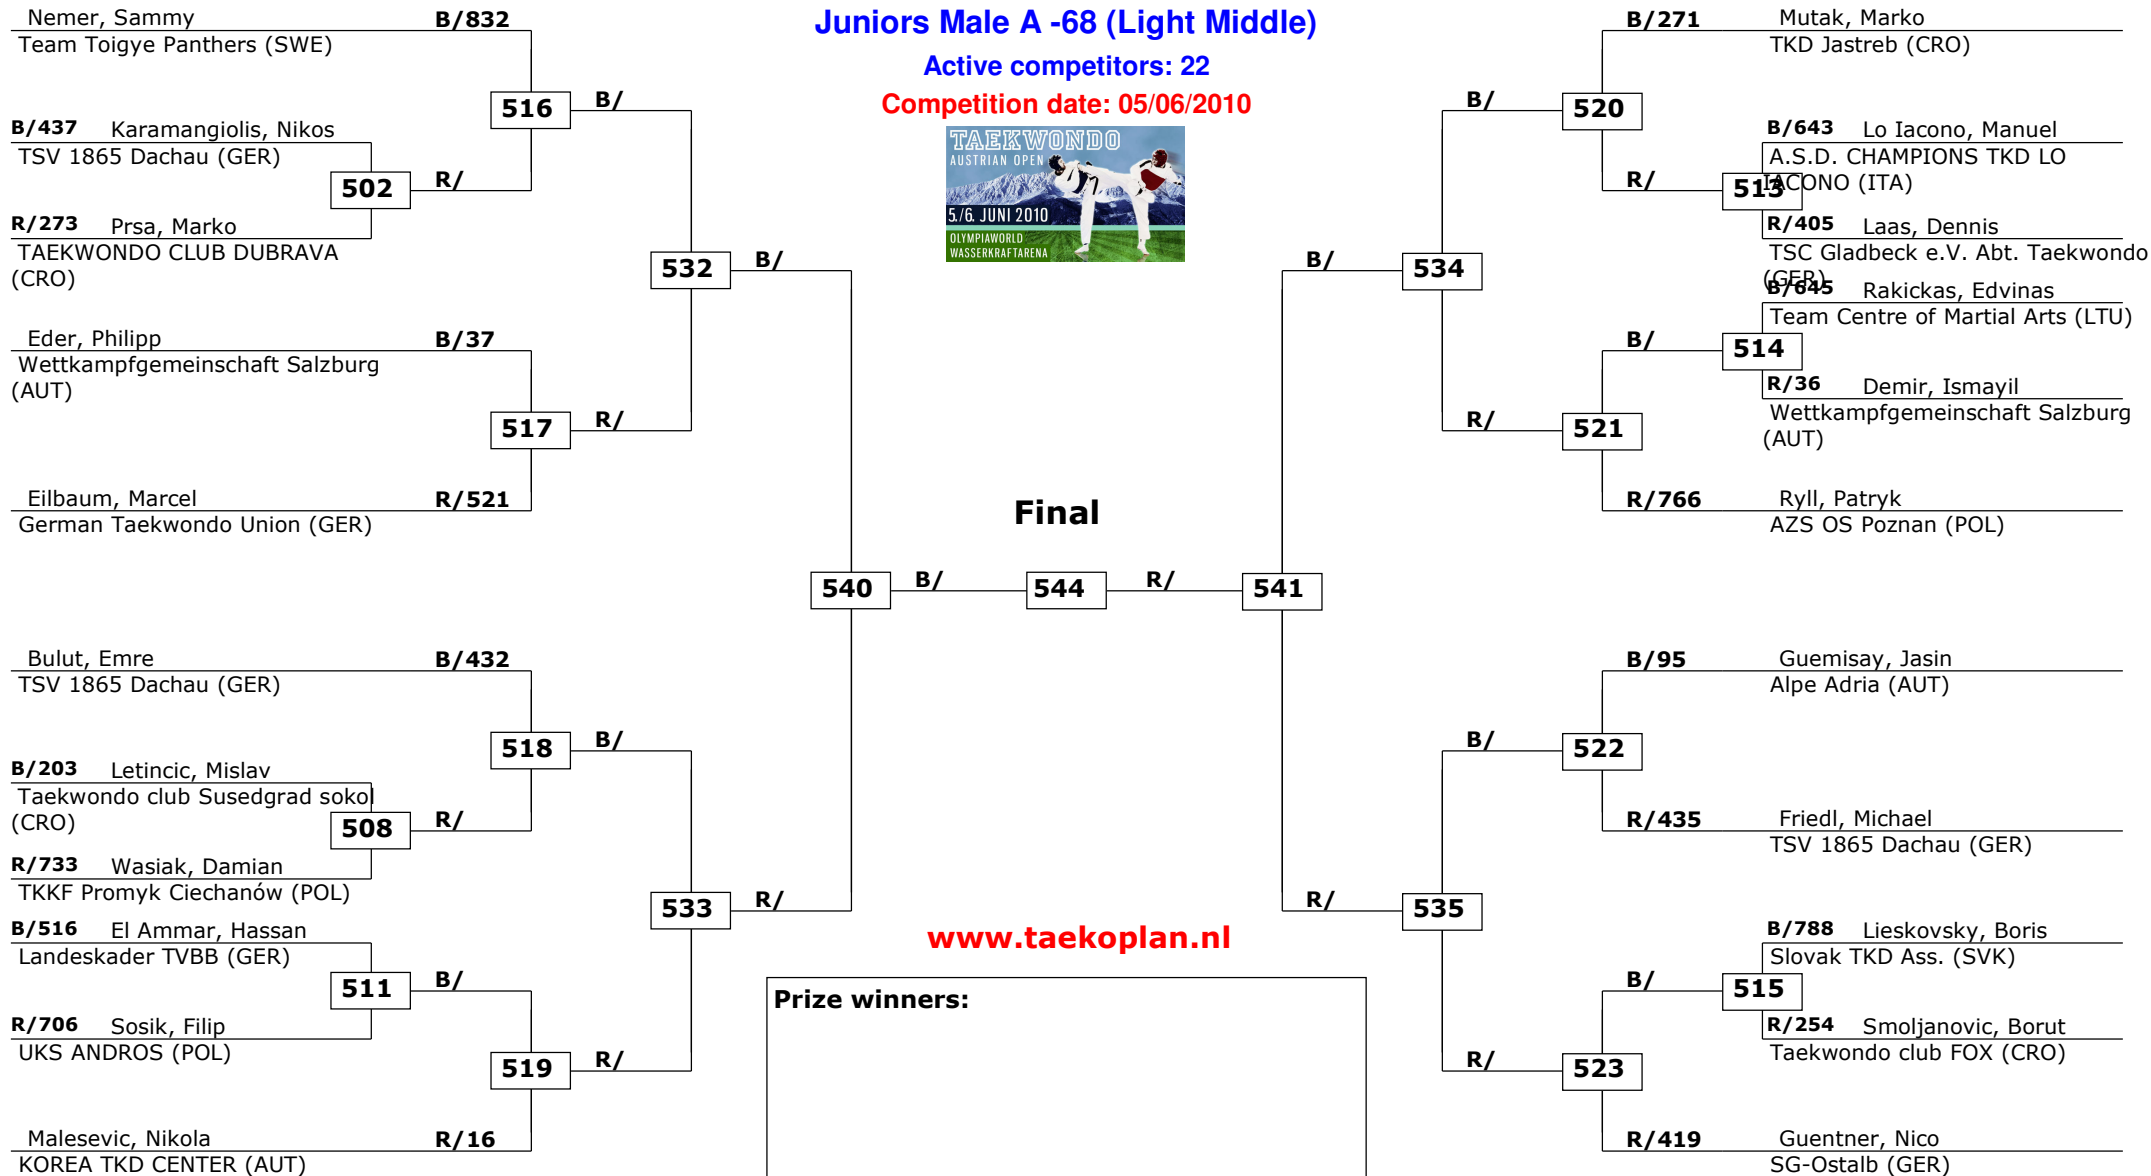 Juniors Male A -68 (Light Middle)
Active competitors: 22
Competition date: 05/06/2010
TAEKWONDO
AUSTRIAN OPEN
5./6. JUNI 2010
OLYMPIAWORLD
WASSERKRAFTARENA
Nemer, Sammy B/832
Team Toigye Panthers (SWE)
516 B/
B/437 Karamangiolis, Nikos
TSV 1865 Dachau (GER)
502 R/
R/273 Prsa, Marko
TAEKWONDO CLUB DUBRAVA
(CRO)
532 B/
Eder, Philipp B/37
Wettkampfgemeinschaft Salzburg
(AUT)
517 R/
Eilbaum, Marcel R/521
German Taekwondo Union (GER)
Bulut, Emre B/432
TSV 1865 Dachau (GER)
518 B/
B/203 Letincic, Mislav
Taekwondo club Susedgrad sokol
(CRO)
508 R/
R/733 Wasiak, Damian
TKKF Promyk Ciechanów (POL)
533 R/
B/516 El Ammar, Hassan
Landeskader TVBB (GER)
511 B/
R/706 Sosik, Filip
UKS ANDROS (POL)
519 R/
Malesevic, Nikola R/16
KOREA TKD CENTER (AUT)
Final
540 B/ 544 R/ 541
www.taekoplan.nl
Prize winners:
B/271 Mutak, Marko
TKD Jastreb (CRO)
B/ 520
B/643 Lo Iacono, Manuel
A.S.D. CHAMPIONS TKD LO
IACONO (ITA)
R/ 513
R/405 Laas, Dennis
TSC Gladbeck e.V. Abt. Taekwondo
(GER)
B/ 534
B/645 Rakickas, Edvinas
Team Centre of Martial Arts (LTU)
B/ 514
R/36 Demir, Ismayil
Wettkampfgemeinschaft Salzburg
(AUT)
R/ 521
R/766 Ryll, Patryk
AZS OS Poznan (POL)
B/95 Guemisay, Jasin
Alpe Adria (AUT)
B/ 522
R/435 Friedl, Michael
TSV 1865 Dachau (GER)
R/ 535
B/788 Lieskovsky, Boris
Slovak TKD Ass. (SVK)
B/ 515
R/254 Smoljanovic, Borut
Taekwondo club FOX (CRO)
R/ 523
R/419 Guentner, Nico
SG-Ostalb (GER)